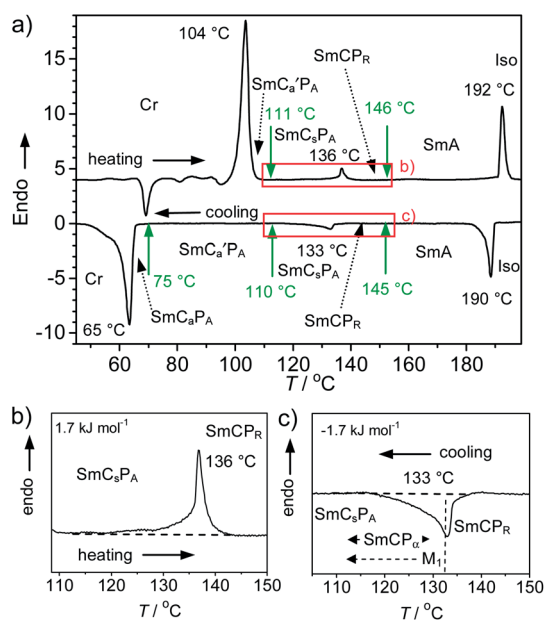 a)
104 °C
Iso
SmCPR
192 °C
Cr
SmCa′PA
111 °C
146 °C
SmCsPA
SmA
136 °C
heating
b)
Endo
cooling
c)
133 °C
SmCa′PA
SmCsPA
SmA
Cr
75 °C
110 °C
145 °C
Iso
SmCaPA
SmCPR
65 °C
190 °C
15
10
5
0
-5
-10
60 80 100 120 140 160 180
T / °C
b)
1.7 kJ mol-1
SmCPR
136 °C
SmCsPA
endo
heating
110 120 130 140 150
T / °C
c)
-1.7 kJ mol-1
cooling
133 °C
endo
SmCsPA
SmCPα
SmCPR
M1
110 120 130 140 150
T / °C